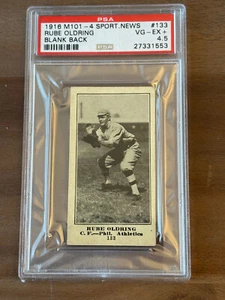 PSA
1916 M101-4 SPORT.NEWS #133
RUBE OLDRING VG-EX +
BLANK BACK 4.5
27331553
RUBE OLDRING
C. F.—Phil. Athletics
133